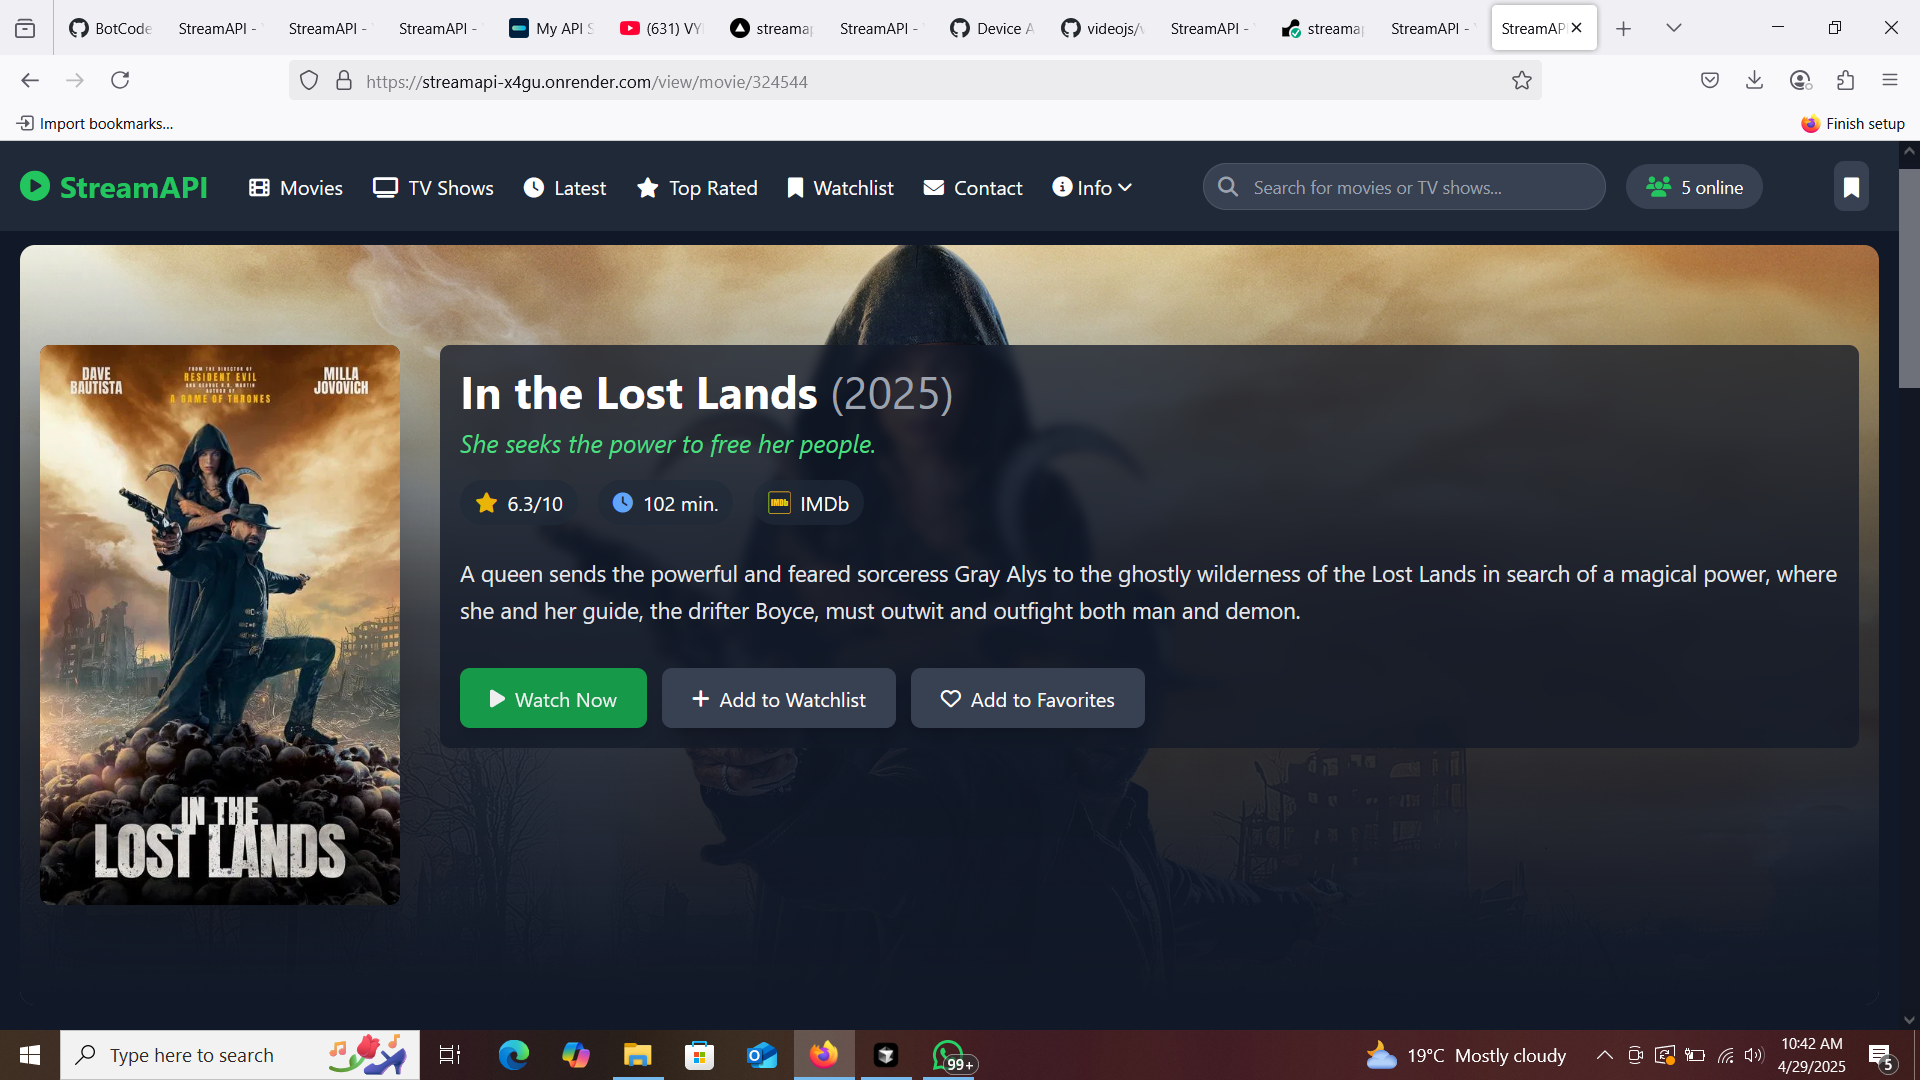 BotCode
StreamAPI -
StreamAPI -
StreamAPI -
My API S
(631) VY
streamap
StreamAPI -
Device A
videojs/v
StreamAPI -
streamap
StreamAPI -
StreamAPI
https://streamapi-x4gu.onrender.com/view/movie/324544
Import bookmarks...
Finish setup
StreamAPI
Movies
TV Shows
Latest
Top Rated
Watchlist
Contact
Info
Search for movies or TV shows...
5 online
DAVE
BAUTISTA
FROM THE DIRECTOR OF
RESIDENT EVIL
AND GEORGE R.R. MARTIN
AUTHOR OF
A GAME OF THRONES
MILLA
JOVOVICH
IN THE
LOST LANDS
In the Lost Lands (2025)
She seeks the power to free her people.
6.3/10
102 min.
IMDb IMDb
A queen sends the powerful and feared sorceress Gray Alys to the ghostly wilderness of the Lost Lands in search of a magical power, where
she and her guide, the drifter Boyce, must outwit and outfight both man and demon.
Watch Now
Add to Watchlist
Add to Favorites
Type here to search
99+
19°C Mostly cloudy
10:42 AM
4/29/2025
5